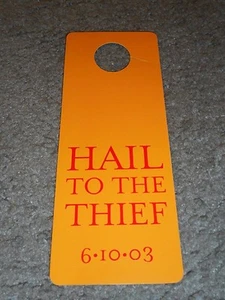 HAIL
TO THE
THIEF
6·10·03